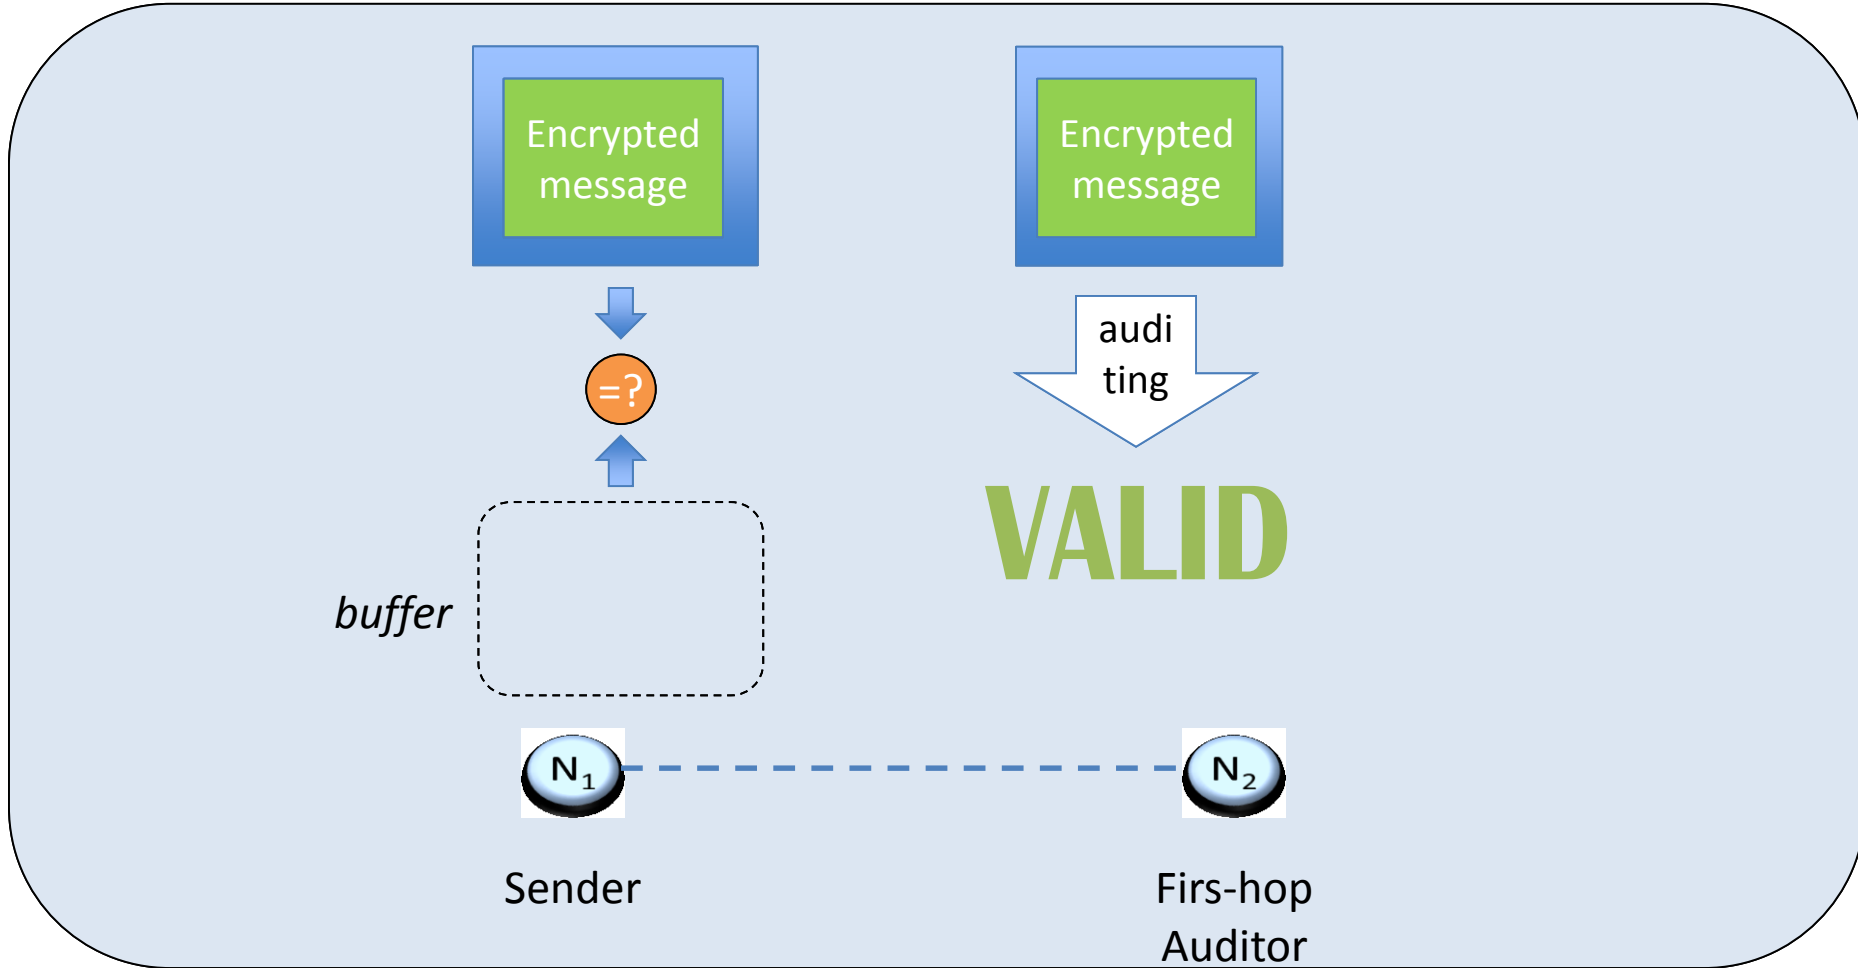 Encrypted
message
Encrypted
message
=?
audi
ting
VALID
buffer
N₁
N₂
Sender
Firs-hop
Auditor